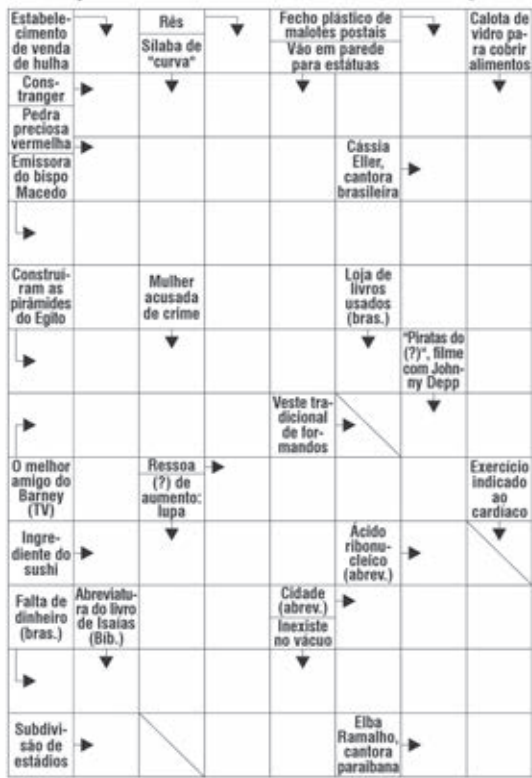 Estabele-
cimento
de venda
de hulha
Rês
Sílaba de
"curva"
Fecho plástico de
malotes postais
Vão em parede
para estátuas
Calota de
vidro pa-
ra cobrir
alimentos
Cons-
tranger
Pedra
preciosa
vermelha
Emissora
do bispo
Macedo
Cássia
Eller,
cantora
brasileira
Construí-
ram as
pirâmides
do Egito
Mulher
acusada
de crime
Loja de
livros
usados
(bras.)
"Piratas do
(?)", filme
com John-
ny Depp
Veste tra-
dicional
de for-
mandos
O melhor
amigo do
Barney
(TV)
Ressoa
(?) de
aumento:
lupa
Exercício
indicado
ao
cardíaco
Ingre-
diente do
sushi
Ácido
ribonu-
cleico
(abrev.)
Falta de
dinheiro
(bras.)
Abreviatu-
ra do livro
de Isaías
(Bib.)
Cidade
(abrev.)
Inexiste
no vácuo
Subdivi-
são de
estádios
Elba
Ramalho,
cantora
paraibana